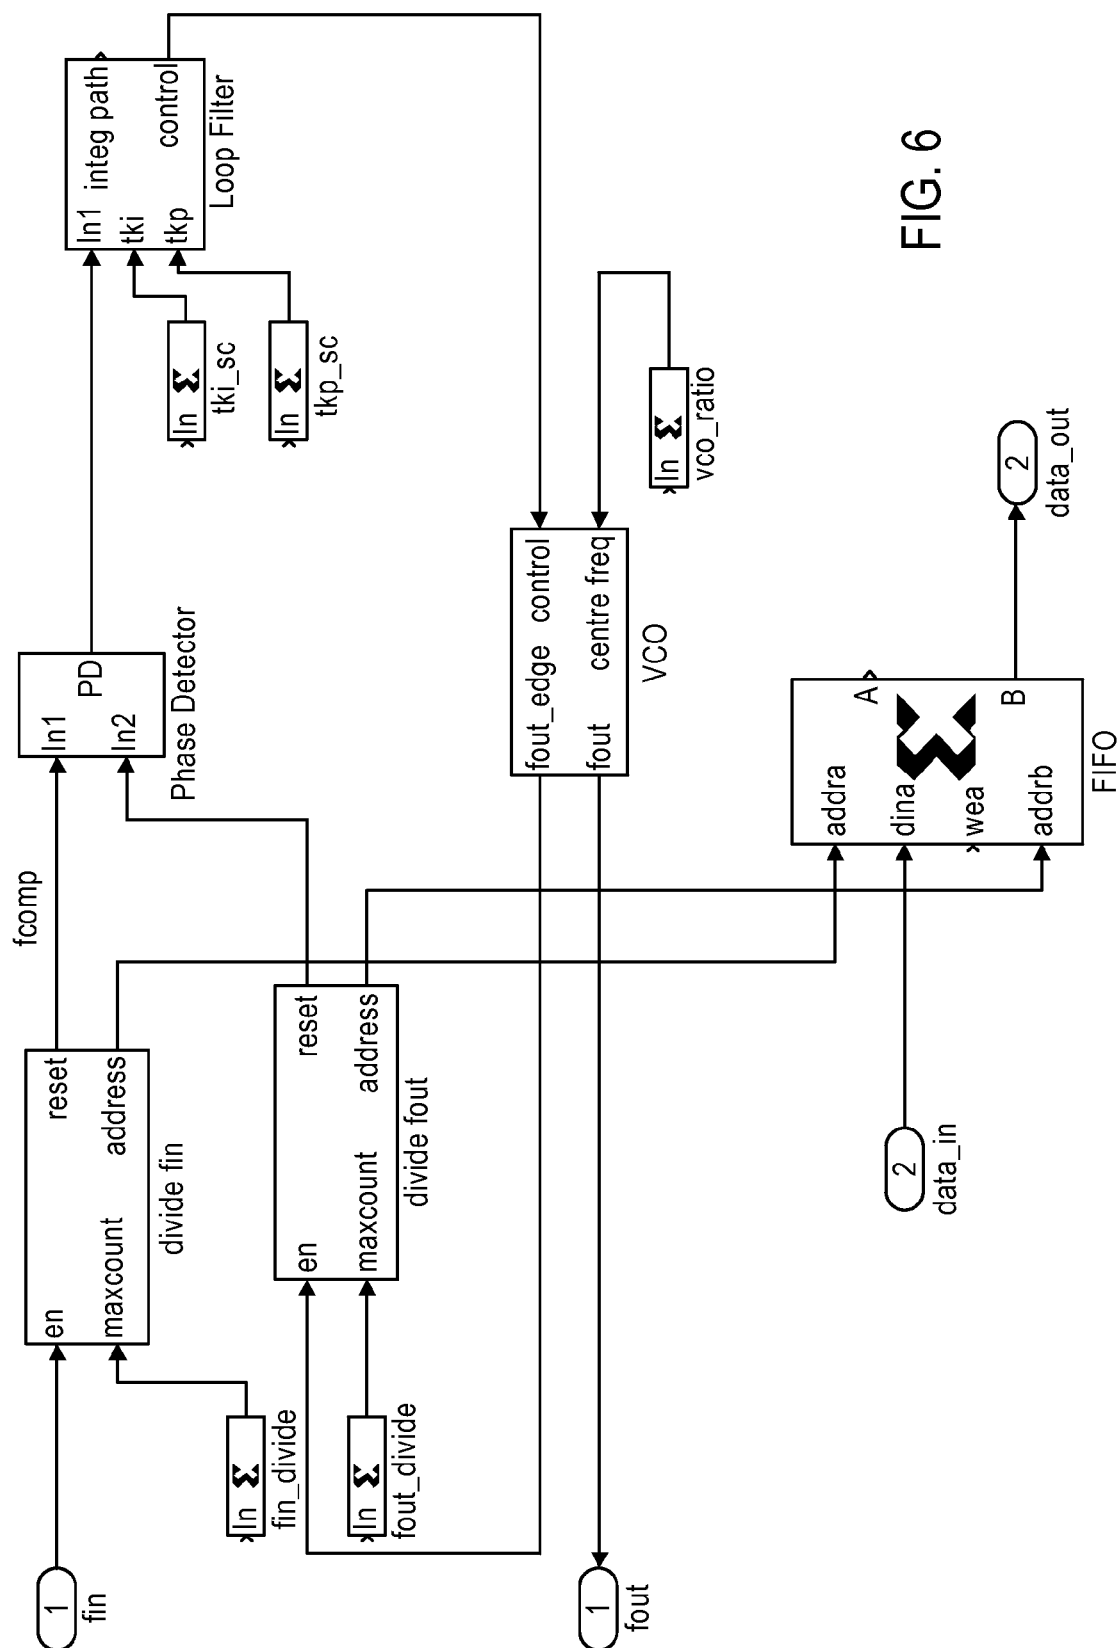 1
fin
en
maxcount
reset
address
divide fin
In
fin_divide
fcomp
In1
In2
PD
Phase Detector
In1
tki
tkp
integ path
control
Loop Filter
In
tki_sc
In
tkp_sc
en
maxcount
reset
address
divide fout
In
fout_divide
fout_edge
control
fout
centre freq
VCO
In
vco_ratio
1
fout
2
data_in
addra
dina
wea
addrb
A
B
FIFO
2
data_out
FIG. 6